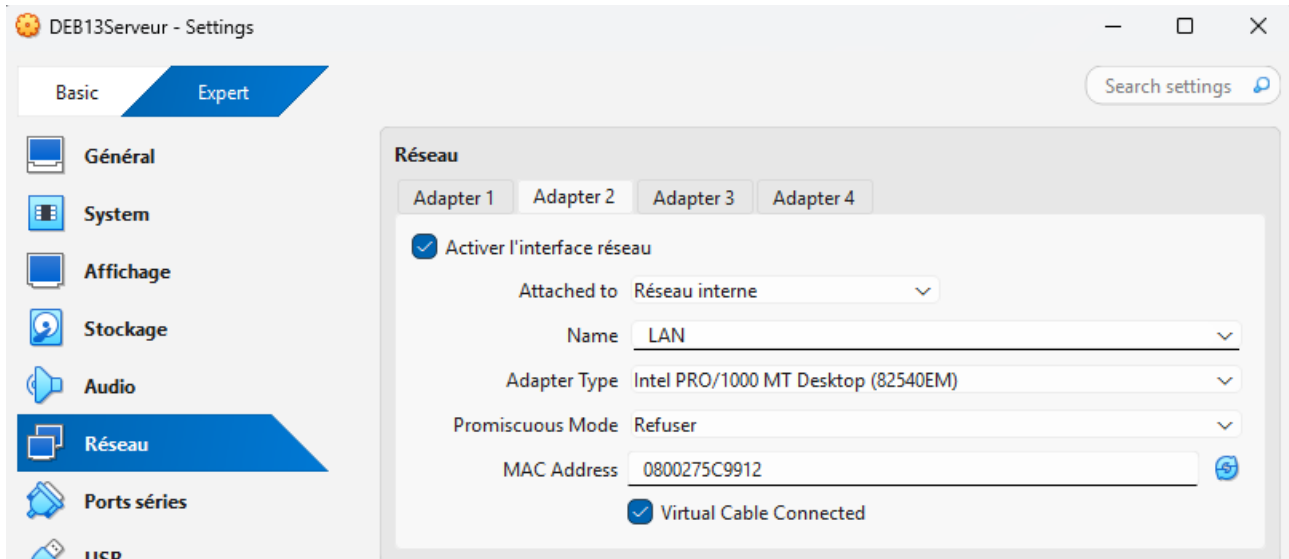 DEB13Serveur - Settings
Basic
Expert
Search settings
Général
System
Affichage
Stockage
Audio
Réseau
Ports séries
USB
Réseau
Adapter 1 Adapter 2 Adapter 3 Adapter 4
Activer l'interface réseau
Attached to Réseau interne
Name LAN
Adapter Type Intel PRO/1000 MT Desktop (82540EM)
Promiscuous Mode Refuser
MAC Address 0800275C9912
Virtual Cable Connected